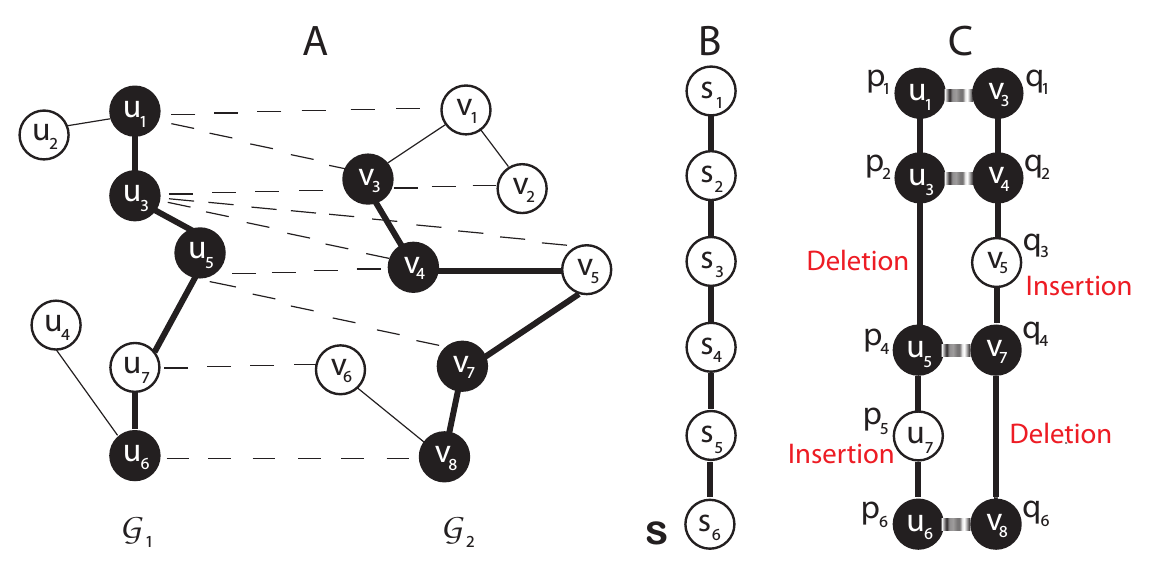 A
B
C
u1
u2
u3
u5
u4
u7
u6
v1
v3
v2
v4
v5
v6
v7
v8
𝒢1
𝒢2
s1
s2
s3
s4
s5
s6
s
p1 u1 v3 q1
p2 u3 v4 q2
v5 q3
Deletion
Insertion
p4 u5 v7 q4
p5 u7
Insertion
Deletion
p6 u6 v8 q6